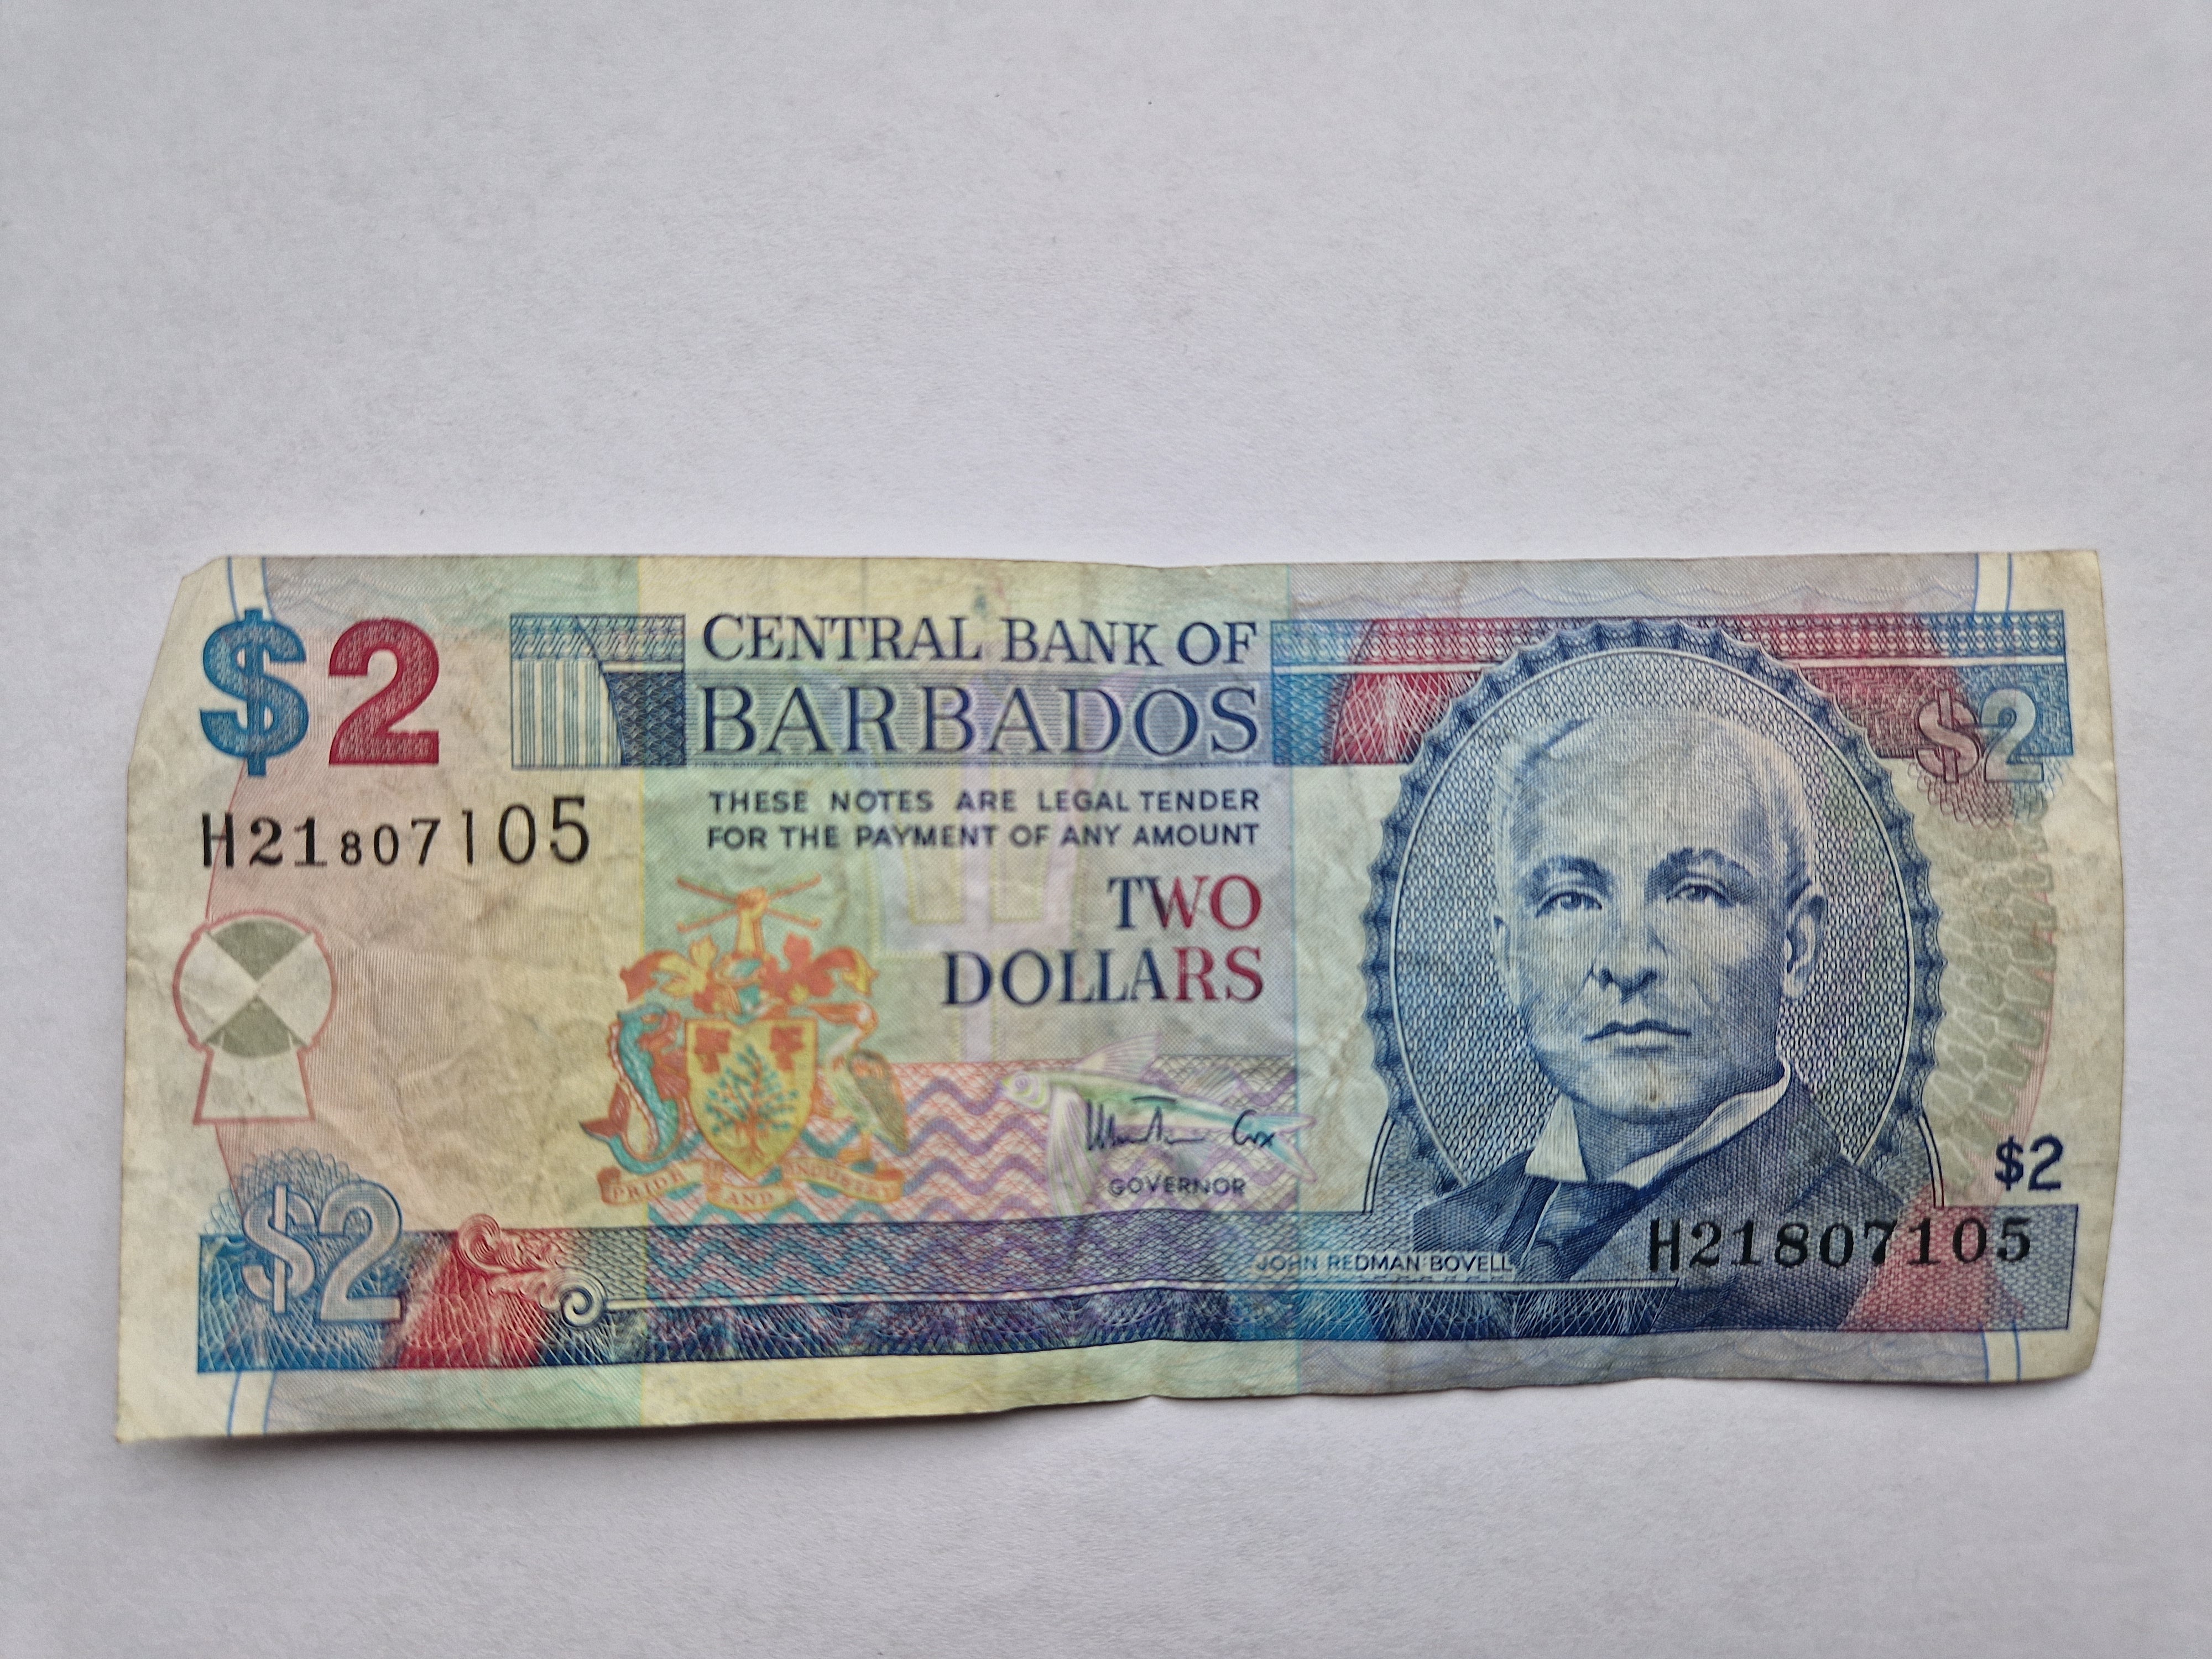 $2
CENTRAL BANK OF
BARBADOS
$2
H21807105
THESE NOTES ARE LEGAL TENDER
FOR THE PAYMENT OF ANY AMOUNT
TWO
DOLLARS
PRIDE AND INDUSTRY
GOVERNOR
$2
$2
JOHN REDMAN BOVELL
H21807105